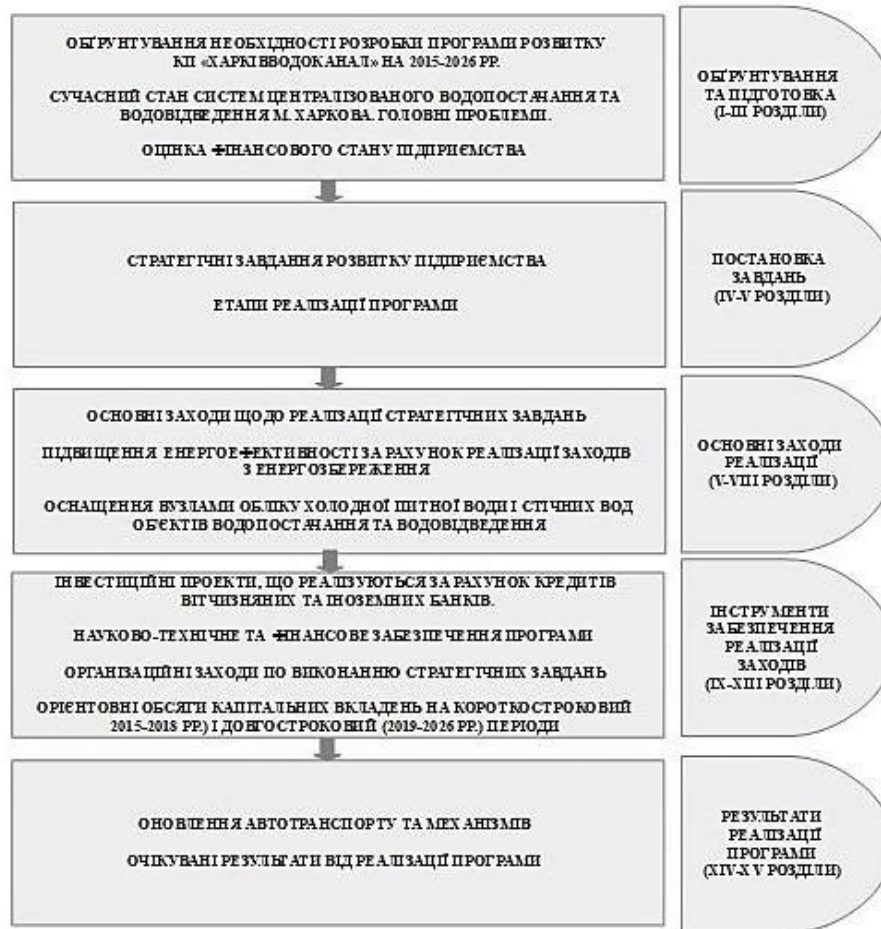 ОБҐРУНТУВАННЯ НЕОБХІДНОСТІ РОЗРОБКИ ПРОГРАМИ РОЗВИТКУ
КП «ХАРКІВВОДОКАНАЛ» НА 2015-2026 РР.
СУЧАСНИЙ СТАН СИСТЕМ ЦЕНТРАЛІЗОВАНОГО ВОДОПОСТАЧАННЯ ТА
ВОДОВІДВЕДЕННЯ М. ХАРКОВА. ГОЛОВНІ ПРОБЛЕМИ.
ОЦІНКА ФІНАНСОВОГО СТАНУ ПІДПРИЄМСТВА
ОБҐРУНТУВАННЯ
ТА ПІДГОТОВКА
(І-ІІІ РОЗДІЛИ)
СТРАТЕГІЧНІ ЗАВДАННЯ РОЗВИТКУ ПІДПРИЄМСТВА
ЕТАПИ РЕАЛІЗАЦІЇ ПРОГРАМИ
ПОСТАНОВКА
ЗАВДАНЬ
(IV-V РОЗДІЛИ)
ОСНОВНІ ЗАХОДИ ЩОДО РЕАЛІЗАЦІЇ СТРАТЕГІЧНИХ ЗАВДАНЬ
ПІДВИЩЕННЯ ЕНЕРГОЕФЕКТИВНОСТІ ЗА РАХУНОК РЕАЛІЗАЦІЇ ЗАХОДІВ
З ЕНЕРГОЗБЕРЕЖЕННЯ
ОСНАЩЕННЯ ВУЗЛАМИ ОБЛІКУ ХОЛОДНОЇ ПИТНОЇ ВОДИ І СТІЧНИХ ВОД
ОБ'ЄКТІВ ВОДОПОСТАЧАННЯ ТА ВОДОВІДВЕДЕННЯ
ОСНОВНІ ЗАХОДИ
РЕАЛІЗАЦІЇ
(V-VІІІ РОЗДІЛИ)
ІНВЕСТИЦІЙНІ ПРОЕКТИ, ЩО РЕАЛІЗУЮТЬСЯ ЗА РАХУНОК КРЕДИТІВ
ВІТЧИЗНЯНИХ ТА ІНОЗЕМНИХ БАНКІВ.
НАУКОВО-ТЕХНІЧНЕ ТА ФІНАНСОВЕ ЗАБЕЗПЕЧЕННЯ ПРОГРАМИ
ОРГАНІЗАЦІЙНІ ЗАХОДИ ПО ВИКОНАННЮ СТРАТЕГІЧНИХ ЗАВДАНЬ
ОРІЄНТОВНІ ОБСЯГИ КАПІТАЛЬНИХ ВКЛАДЕНЬ НА КОРОТКОСТРОКОВИЙ
2015-2018 РР.) І ДОВГОСТРОКОВИЙ (2019-2026 РР.) ПЕРІОДИ
ІНСТРУМЕНТИ
ЗАБЕЗПЕЧЕННЯ
РЕАЛІЗАЦІЇ
ЗАХОДІВ
(IX-XIII РОЗДІЛИ)
ОНОВЛЕННЯ АВТОТРАНСПОРТУ ТА МЕХАНІЗМІВ
ОЧІКУВАНІ РЕЗУЛЬТАТИ ВІД РЕАЛІЗАЦІЇ ПРОГРАМИ
РЕЗУЛЬТАТИ
РЕАЛІЗАЦІЇ
ПРОГРАМИ
(XIV-XV РОЗДІЛИ)